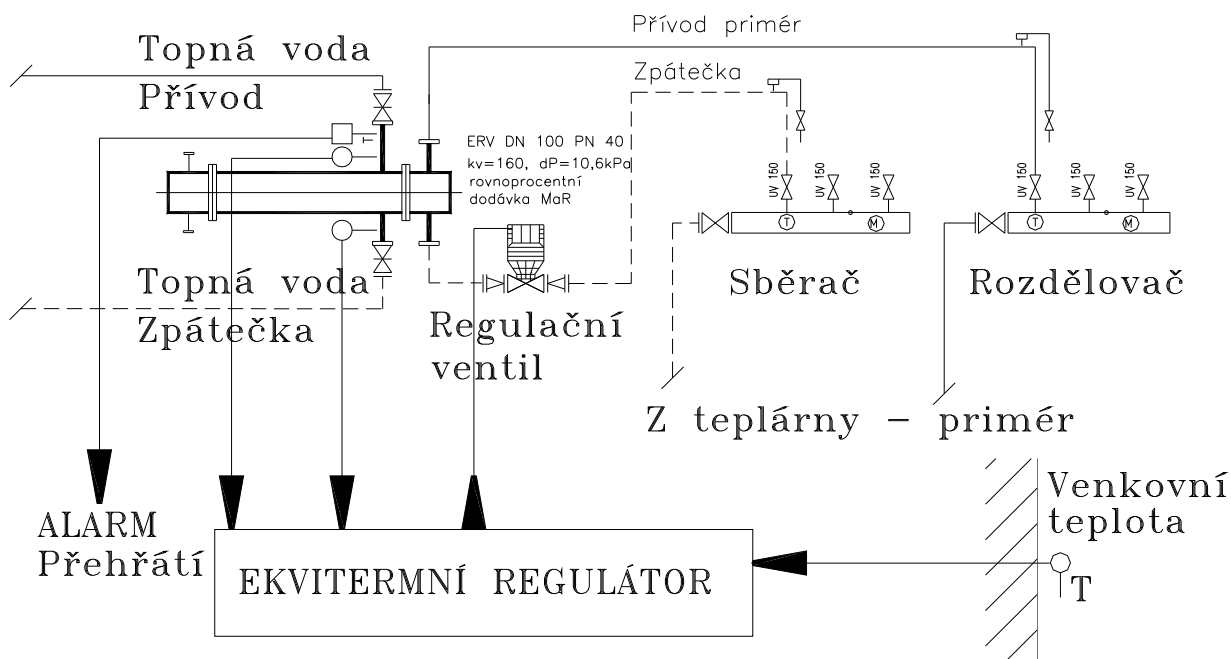 Topná voda
Přívod
Přívod primér
Zpátečka
T
ERV DN 100 PN 40
kv=160, dP=10,6kPa
rovnoprocentní
dodávka MaR
UV 150
UV 150
UV 150
UV 150
UV 150
UV 150
T
M
T
M
Topná voda
Zpátečka
Regulační
ventil
Sběrač
Rozdělovač
Z teplárny - primér
ALARM
Přehřátí
EKVITERMNÍ REGULÁTOR
Venkovní
teplota
T